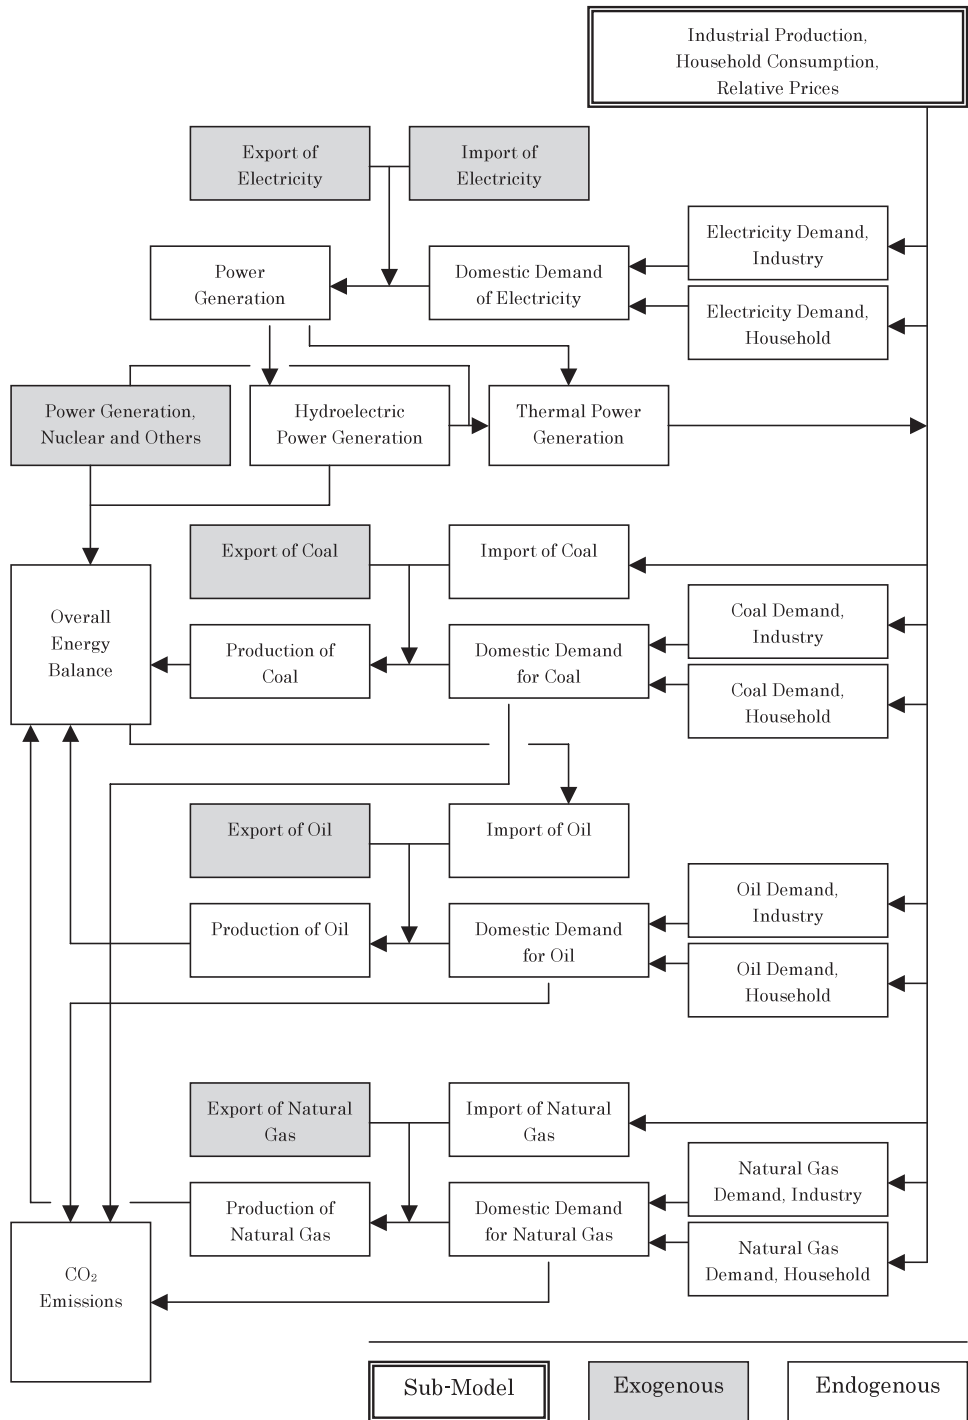 Industrial Production,
Household Consumption,
Relative Prices
Export of
Electricity
Import of
Electricity
Electricity Demand,
Industry
Power
Generation
Domestic Demand
of Electricity
Electricity Demand,
Household
Power Generation,
Nuclear and Others
Hydroelectric
Power Generation
Thermal Power
Generation
Export of Coal
Import of Coal
Overall
Energy
Balance
Coal Demand,
Industry
Production of
Coal
Domestic Demand
for Coal
Coal Demand,
Household
Export of Oil
Import of Oil
Oil Demand,
Industry
Production of Oil
Domestic Demand
for Oil
Oil Demand,
Household
Export of Natural
Gas
Import of Natural
Gas
Natural Gas
Demand, Industry
Production of
Natural Gas
Domestic Demand
for Natural Gas
Natural Gas
Demand, Household
CO₂
Emissions
Sub-Model
Exogenous
Endogenous